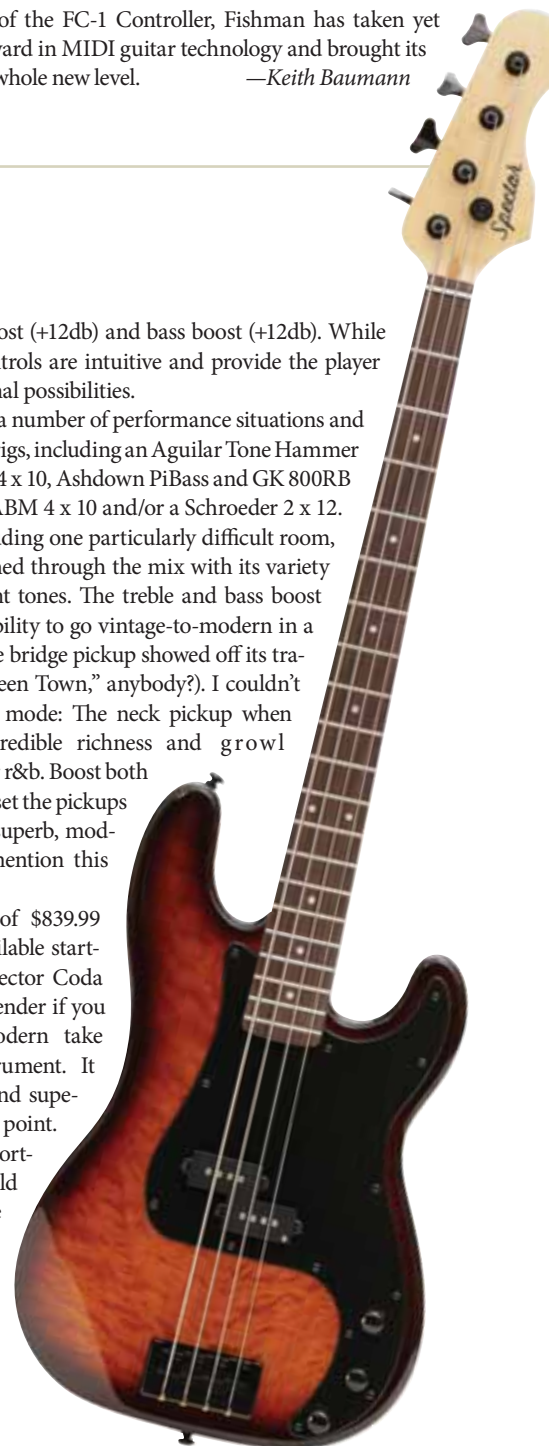 of the FC-1 Controller, Fishman has taken yet
ard in MIDI guitar technology and brought its
whole new level. —Keith Baumann
Spector
ost (+12db) and bass boost (+12db). While
trols are intuitive and provide the player
nal possibilities.
a number of performance situations and
rigs, including an Aguilar Tone Hammer
4 x 10, Ashdown PiBass and GK 800RB
ABM 4 x 10 and/or a Schroeder 2 x 12.
ding one particularly difficult room,
hed through the mix with its variety
nt tones. The treble and bass boost
bility to go vintage-to-modern in a
e bridge pickup showed off its tra-
een Town,” anybody?). I couldn’t
mode: The neck pickup when
redible richness and growl
r&b. Boost both
set the pickups
superb, mod-
mention this
of $839.99
ilable start-
ector Coda
ender if you
odern take
rument. It
nd supe-
point.
ort-
ld